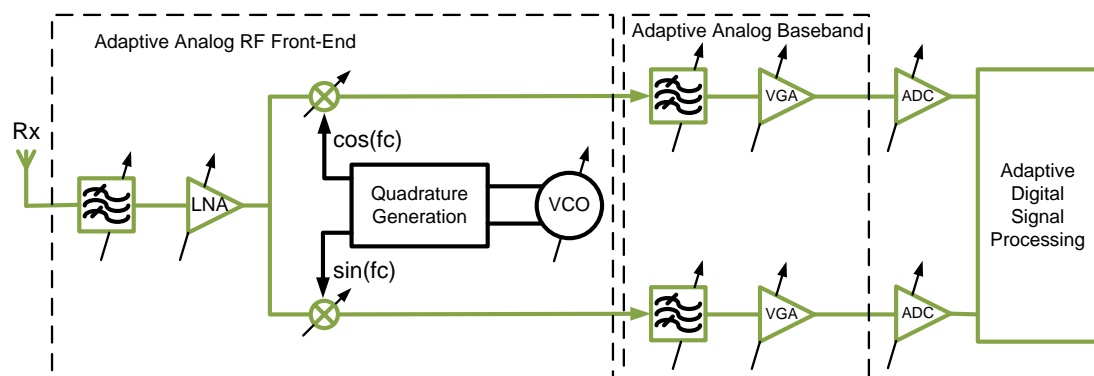 Adaptive Analog RF Front-End
Adaptive Analog Baseband
Rx
LNA
cos(fc)
Quadrature
Generation
VCO
sin(fc)
VGA
ADC
VGA
ADC
Adaptive
Digital
Signal
Processing